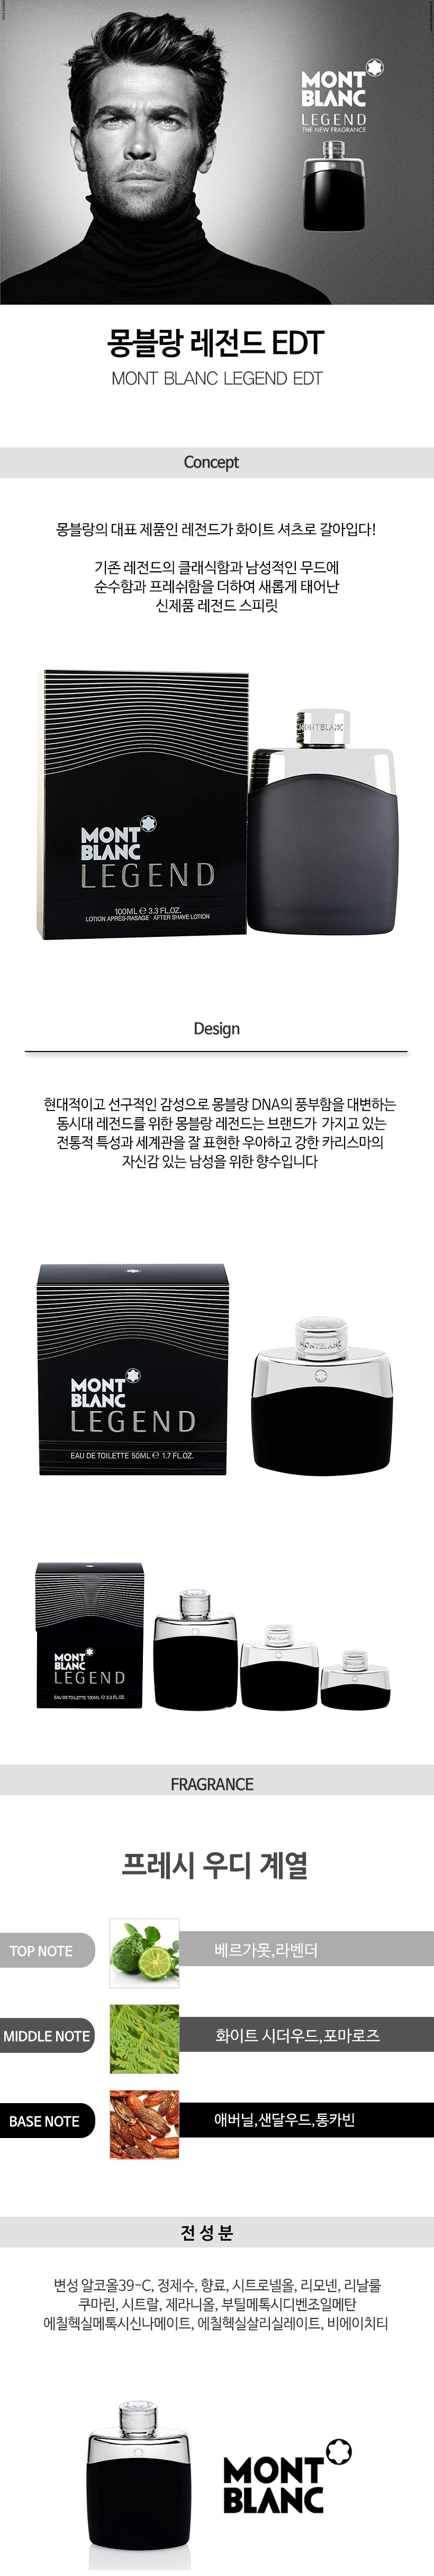 MONT
BLANC
LEGEND
THE NEW FRAGRANCE
몽블랑 레전드 EDT
MONT BLANC LEGEND EDT
Concept
몽블랑의 대표 제품인 레전드가 화이트 셔츠로 갈아입다!
기존 레전드의 클래식함과 남성적인 무드에
순수함과 프레쉬함을 더하여 새롭게 태어난
신제품 레전드 스피릿
MONTBLANC
MONT
BLANC
LEGEND
100ML ℮ 3.3 FL.OZ.
LOTION APRÈS-RASAGE AFTER SHAVE LOTION
Design
현대적이고 선구적인 감성으로 몽블랑 DNA의 풍부함을 대변하는
동시대 레전드를 위한 몽블랑 레전드는 브랜드가 가지고 있는
전통적 특성과 세계관을 잘 표현한 우아하고 강한 카리스마의
자신감 있는 남성을 위한 향수입니다
MONTBLANC
MONT
BLANC
LEGEND
EAU DE TOILETTE 50ML ℮ 1.7 FL.OZ.
MONT
BLANC
LEGEND
EAU DE TOILETTE 100ML ℮ 3.3 FL.OZ.
FRAGRANCE
프레시 우디 계열
TOP NOTE
베르가못,라벤더
MIDDLE NOTE
화이트 시더우드,포마로즈
BASE NOTE
애버닐,샌달우드,통카빈
전 성 분
변성 알코올39-C, 정제수, 향료, 시트로넬올, 리모넨, 리날룰
쿠마린, 시트랄, 제라니올, 부틸메톡시디벤조일메탄
에칠헥실메톡시신나메이트, 에칠헥실살리실레이트, 비에이치티
MONT
BLANC